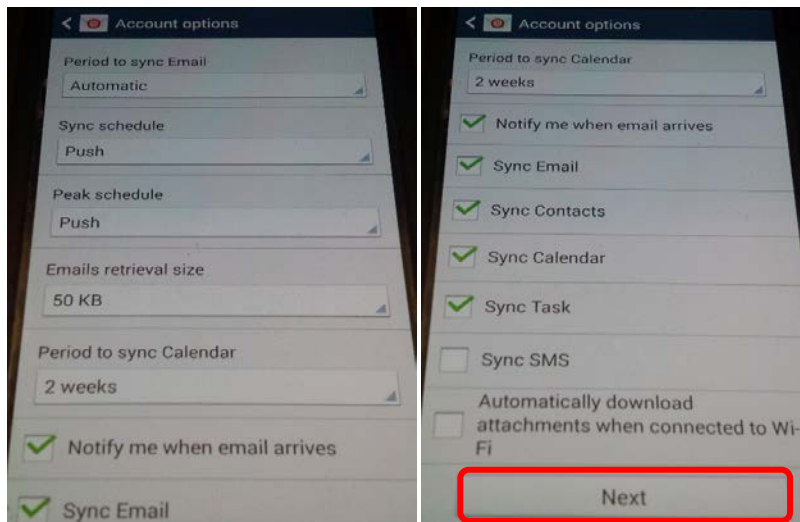 Account options
Period to sync Email
Automatic
Sync schedule
Push
Peak schedule
Push
Emails retrieval size
50 KB
Period to sync Calendar
2 weeks
Notify me when email arrives
Sync Email
Account options
Period to sync Calendar
2 weeks
Notify me when email arrives
Sync Email
Sync Contacts
Sync Calendar
Sync Task
Sync SMS
Automatically download
attachments when connected to Wi-
Fi
Next